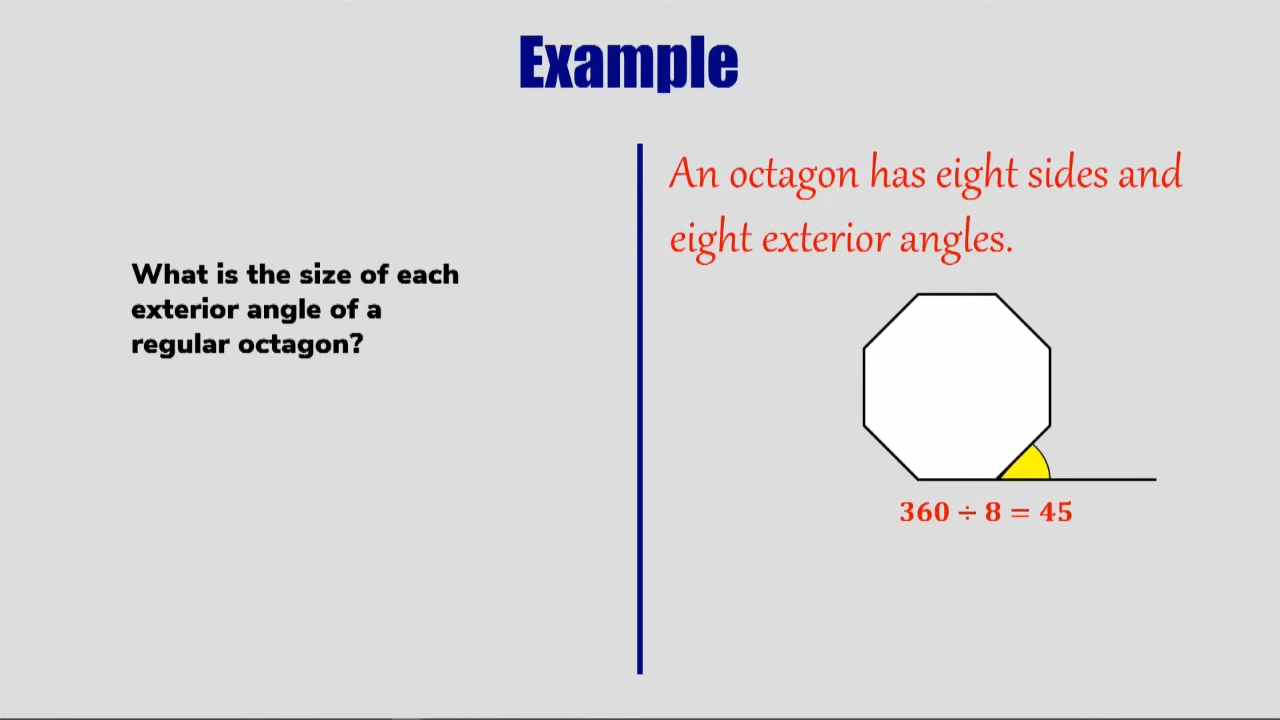 Example
What is the size of each
exterior angle of a
regular octagon?
An octagon has eight sides and
eight exterior angles.
360 ÷ 8 = 45